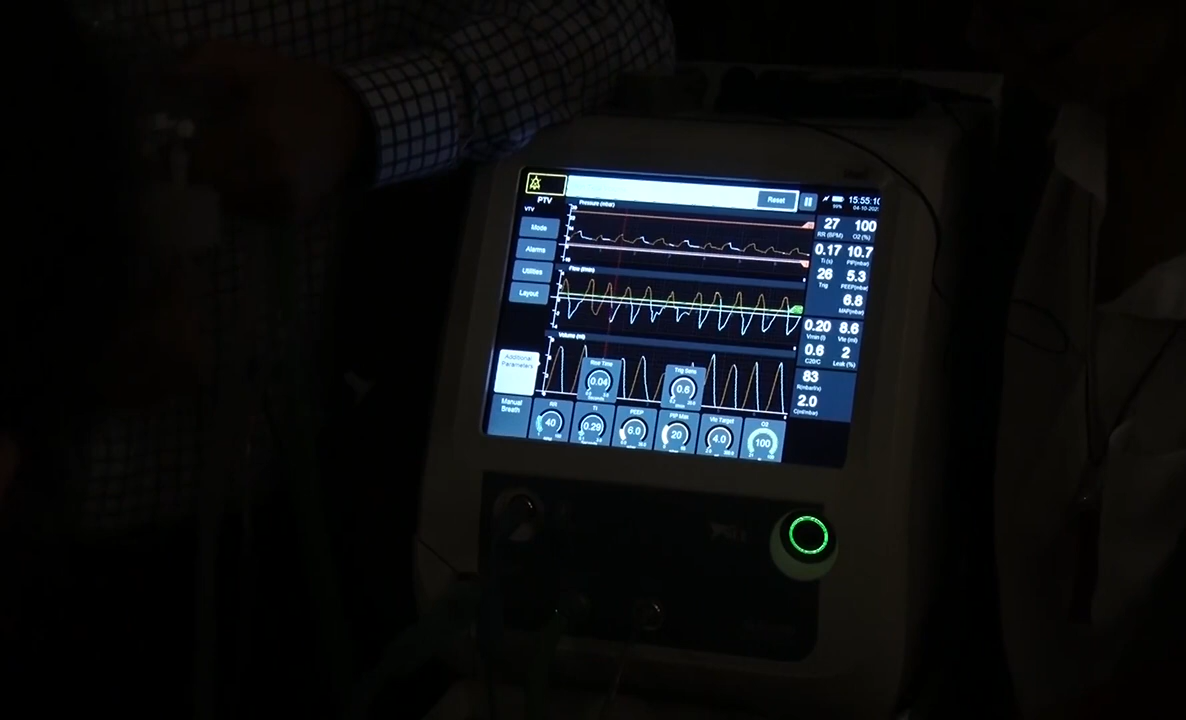 PTV
VTV
Mode
Alarms
Utilities
Layout
Additional
Parameters
Manual
Breath
Reset
15:55:10
Pressure (mbar)
Flow (l/min)
Volume (ml)
27 100
RR (BPM) O2 (%)
0.17 10.7
Ti (s) PIP(mbar)
26 5.3
Trig PEEP(mbar)
6.8
MAP(mbar)
0.20 8.6
Vmin (l) Vte (ml)
0.6 2
C20/C Leak (%)
83
2.0
Rise Time
0.04
Trig Sens
0.6
RR
40
Ti
0.29
PEEP
6.0
PIP Max
20
Vte Target
4.0
O2
100